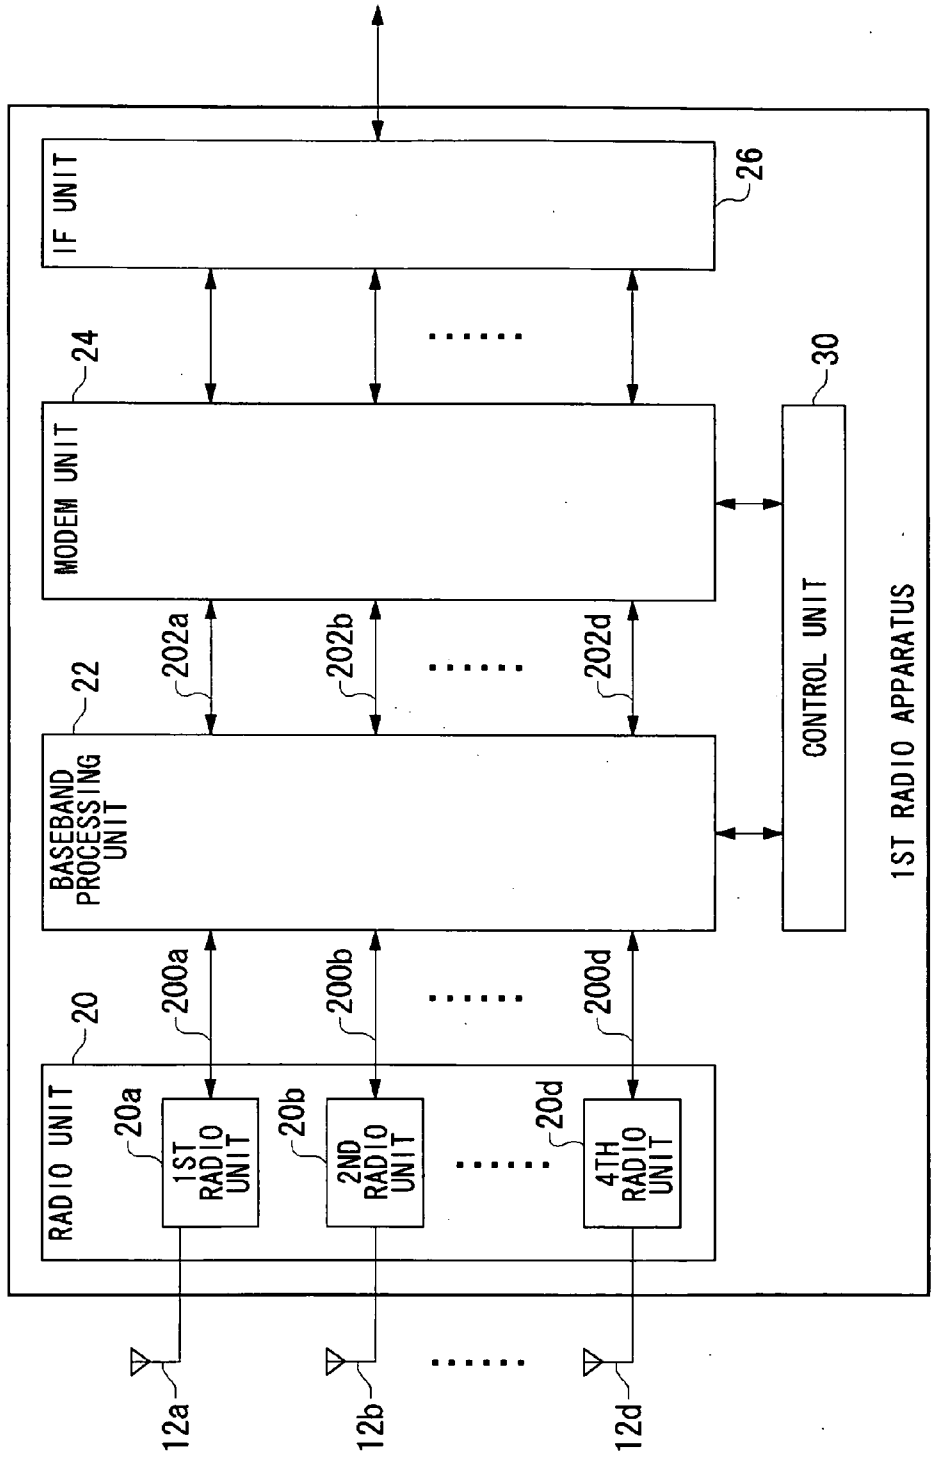 20
RADIO UNIT
20a
1ST
RADIO
UNIT
20b
2ND
RADIO
UNIT
20d
4TH
RADIO
UNIT
12a
12b
12d
200a
200b
200d
22
BASEBAND
PROCESSING
UNIT
202a
202b
202d
24
MODEM UNIT
IF UNIT
26
30
CONTROL UNIT
1ST RADIO APPARATUS